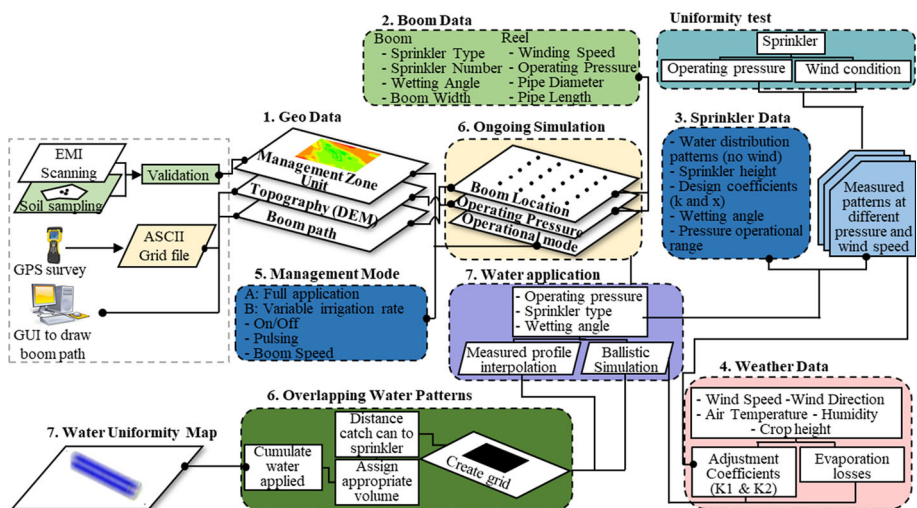 2. Boom Data
Boom
- Sprinkler Type
- Sprinkler Number
- Wetting Angle
- Boom Width
Reel
- Winding Speed
- Operating Pressure
- Pipe Diameter
- Pipe Length
Uniformity test
Sprinkler
Operating pressure
Wind condition
1. Geo Data
Management Zone
Unit
Topography (DEM)
Boom path
EMI
Scanning
Soil sampling
Validation
GPS survey
ASCII
Grid file
GUI to draw
boom path
6. Ongoing Simulation
Boom Location
Operating Pressure
Operational mode
3. Sprinkler Data
- Water distribution
patterns (no wind)
- Sprinkler height
- Design coefficients
(k and x)
- Wetting angle
- Pressure operational
range
Measured
patterns at
different
pressure and
wind speed
5. Management Mode
A: Full application
B: Variable irrigation rate
- On/Off
- Pulsing
- Boom Speed
7. Water application
- Operating pressure
- Sprinkler type
- Wetting angle
Measured profile
interpolation
Ballistic
Simulation
4. Weather Data
- Wind Speed -Wind Direction
- Air Temperature - Humidity
- Crop height
Adjustment
Coefficients
(K1 & K2)
Evaporation
losses
6. Overlapping Water Patterns
Distance
catch can to
sprinkler
Cumulate
water
applied
Assign
appropriate
volume
Create grid
7. Water Uniformity Map